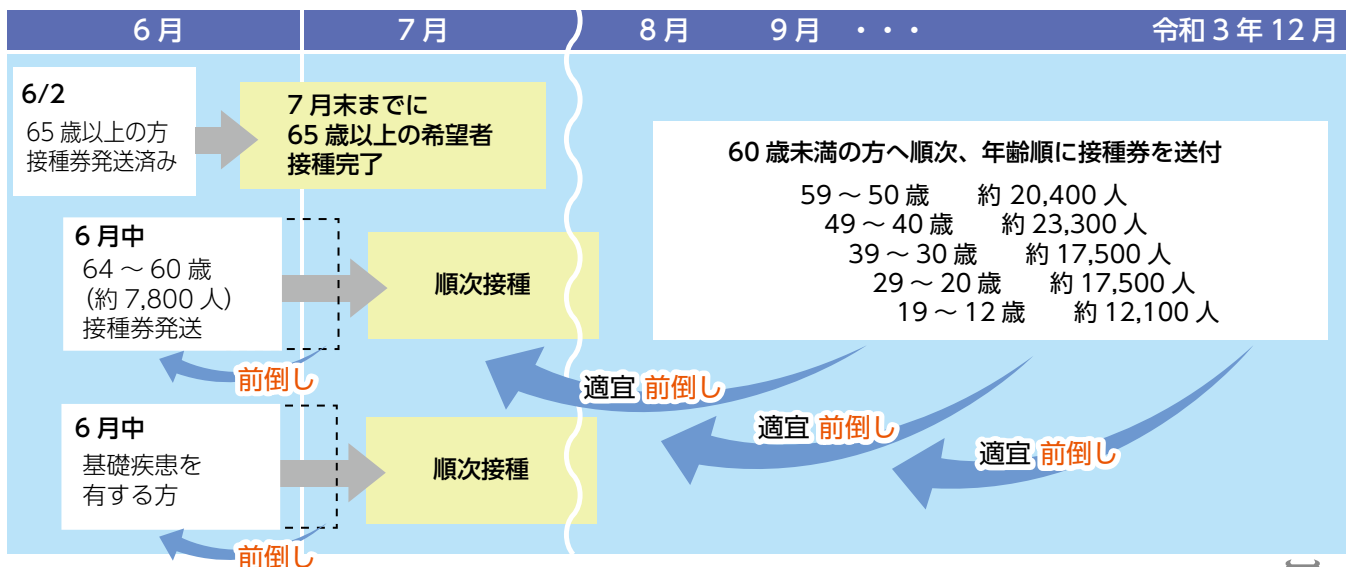 6月
7月
8月
9月 ・・・
令和3年12月
6/2
65歳以上の方
接種券発送済み
7月末までに
65歳以上の希望者
接種完了
6月中
64～60歳
(約7,800人)
接種券発送
順次接種
前倒し
6月中
基礎疾患を
有する方
順次接種
前倒し
60歳未満の方へ順次、年齢順に接種券を送付
59～50歳 約20,400人
49～40歳 約23,300人
39～30歳 約17,500人
29～20歳 約17,500人
19～12歳 約12,100人
適宜 前倒し
適宜 前倒し
適宜 前倒し